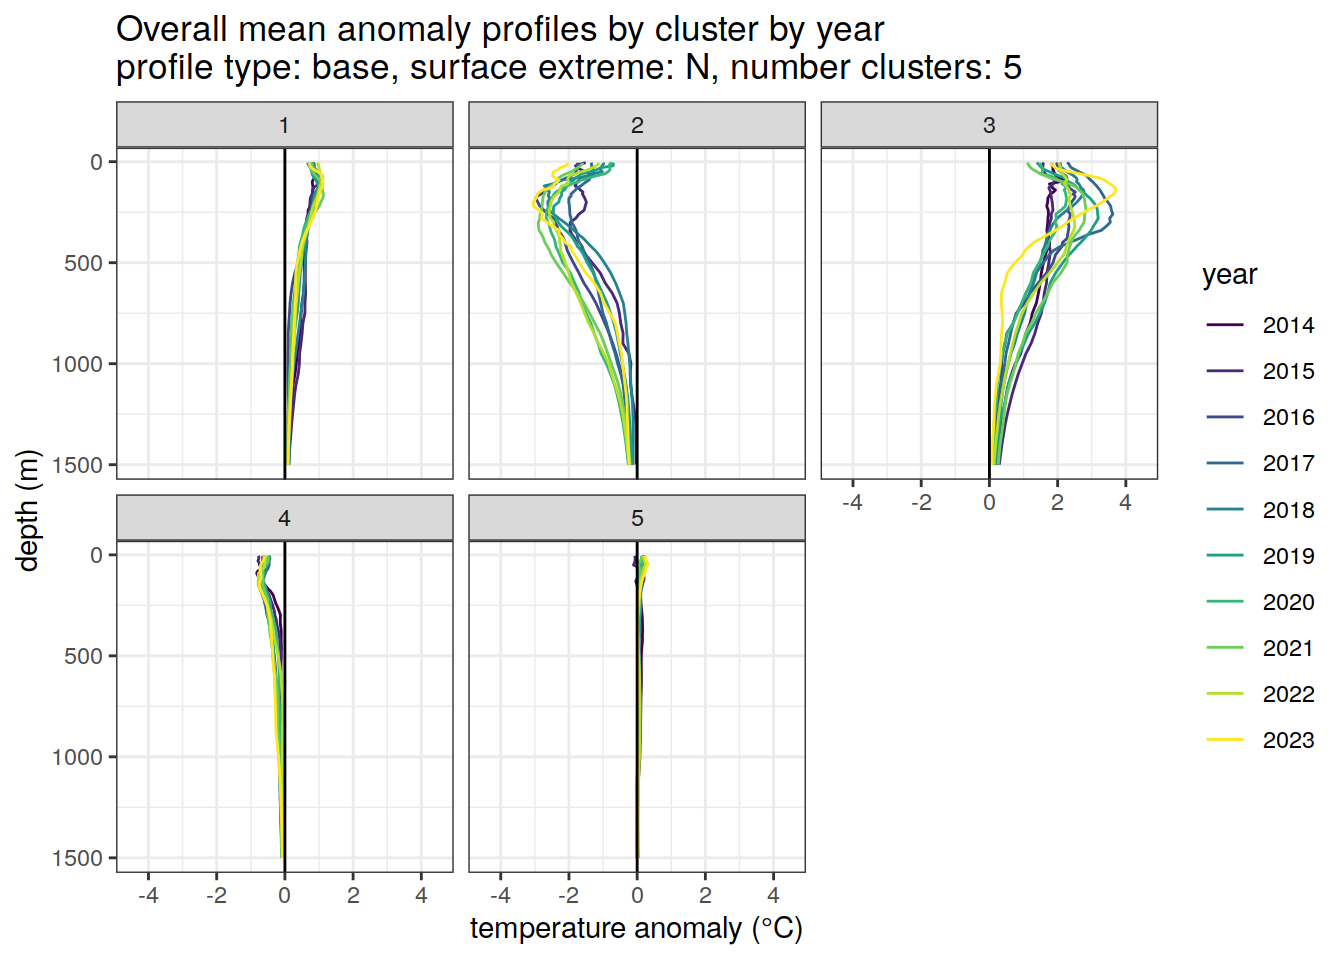 Overall mean anomaly profiles by cluster by year
profile type: base, surface extreme: N, number clusters: 5
1
2
3
0
500
1000
1500
-4 -2 0 2 4
4
5
0
500
1000
1500
-4 -2 0 2 4
-4 -2 0 2 4
depth (m)
temperature anomaly (°C)
year
2014
2015
2016
2017
2018
2019
2020
2021
2022
2023